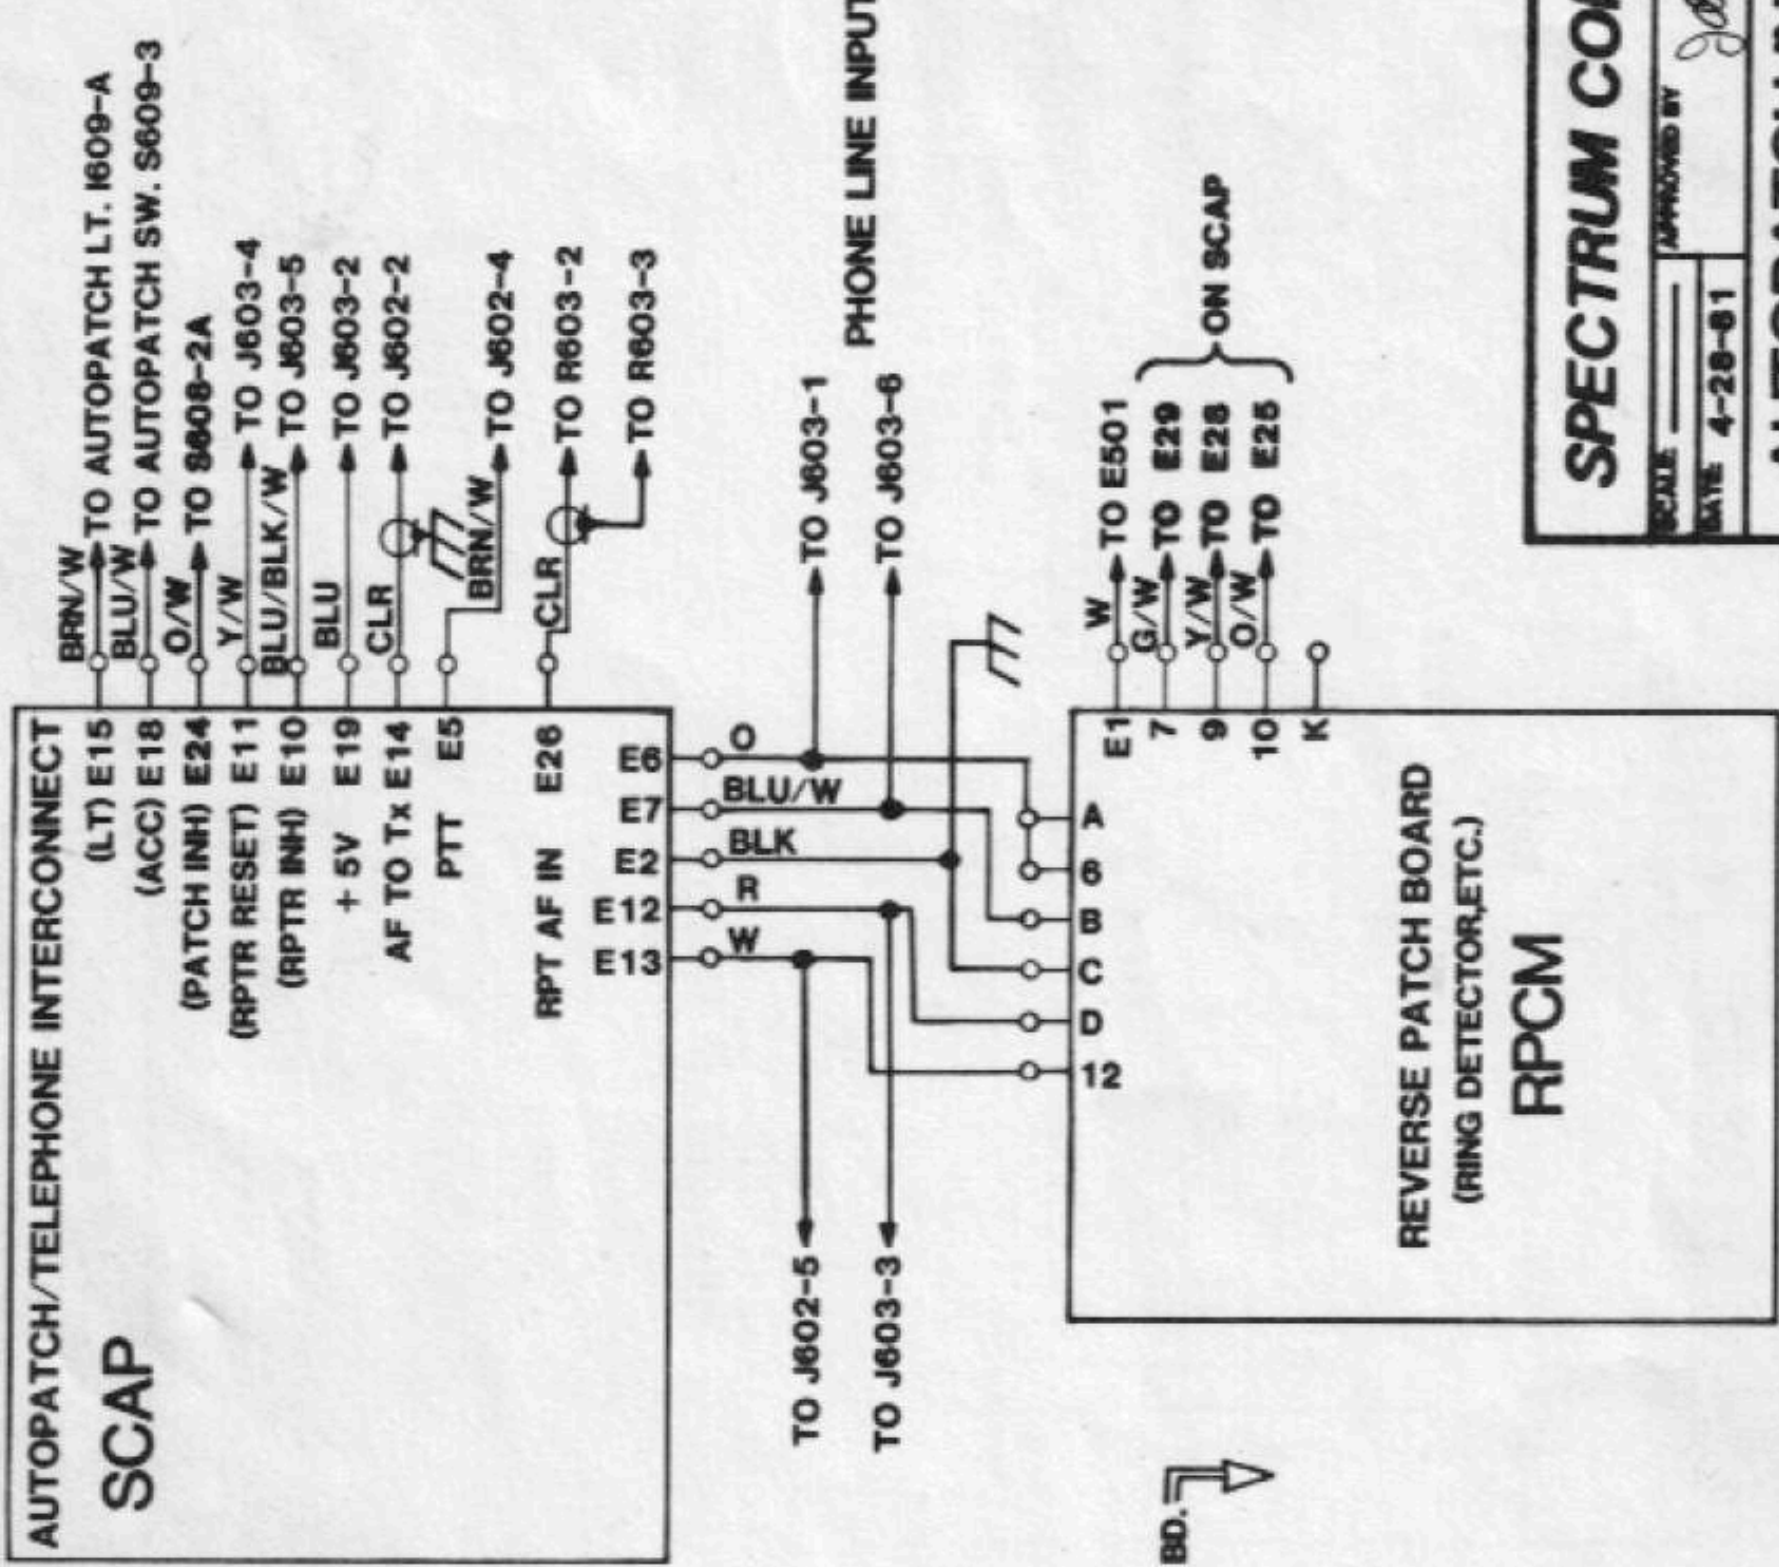 AUTOPATCH/TELEPHONE INTERCONNECT
SCAP
(LT) E15
BRN/W
TO AUTOPATCH LT. I609-A
(ACC) E18
BLU/W
TO AUTOPATCH SW. S609-3
(PATCH INH) E24
O/W
TO S608-2A
(RPTR RESET) E11
Y/W
TO J603-4
(RPTR INH) E10
BLU/BLK/W
TO J603-5
+ 5V E19
BLU
TO J603-2
AF TO Tx E14
CLR
TO J602-2
PTT E5
BRN/W
TO J602-4
RPT AF IN E26
CLR
TO R603-2
TO R603-3
E6
O
E7
BLU/W
E2
BLK
E12
R
E13
W
TO J603-1
TO J603-6
PHONE LINE INPUT
TO J602-5
TO J603-3
A
6
B
C
D
12
E1
W
TO E501
7
G/W
TO E29
9
Y/W
TO E28
10
O/W
TO E25
K
ON SCAP
REVERSE PATCH BOARD
(RING DETECTOR,ETC.)
RPCM
BD.
SPECTRUM
SCALE
APPROVED BY
DATE 4-28-81